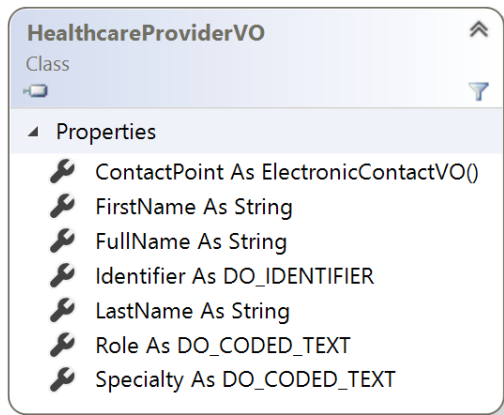 HealthcareProviderVO
Class
Properties
ContactPoint As ElectronicContactVO()
FirstName As String
FullName As String
Identifier As DO_IDENTIFIER
LastName As String
Role As DO_CODED_TEXT
Specialty As DO_CODED_TEXT